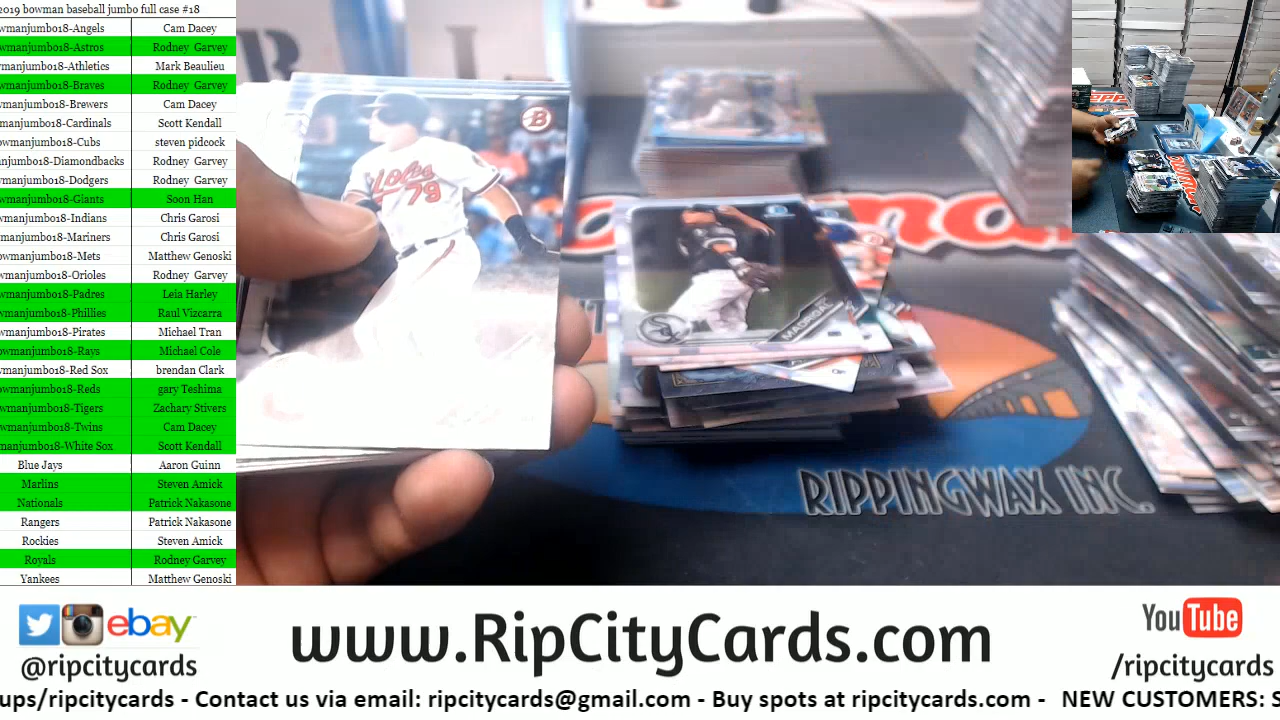 2019 bowman baseball jumbo full case #18
wmanjumbo18-Angels Cam Dacey
owmanjumbo18-Astros Rodney Garvey
manjumbo18-Athletics Mark Beaulieu
wmanjumbo18-Braves Rodney Garvey
wmanjumbo18-Brewers Cam Dacey
manjumbo18-Cardinals Scott Kendall
owmanjumbo18-Cubs steven pidcock
anjumbo18-Diamondbacks Rodney Garvey
wmanjumbo18-Dodgers Rodney Garvey
wmanjumbo18-Giants Soon Han
wmanjumbo18-Indians Chris Garosi
manjumbo18-Mariners Chris Garosi
owmanjumbo18-Mets Matthew Genoski
wmanjumbo18-Orioles Rodney Garvey
wmanjumbo18-Padres Leia Harley
wmanjumbo18-Phillies Raul Vizcarra
wmanjumbo18-Pirates Michael Tran
owmanjumbo18-Rays Michael Cole
wmanjumbo18-Red Sox brendan Clark
owmanjumbo18-Reds gary Teshima
wmanjumbo18-Tigers Zachary Stivers
owmanjumbo18-Twins Cam Dacey
manjumbo18-White Sox Scott Kendall
Blue Jays Aaron Guinn
Marlins Steven Amick
Nationals Patrick Nakasone
Rangers Patrick Nakasone
Rockies Steven Amick
Royals Rodney Garvey
Yankees Matthew Genoski
B
79
MADRIGAL
RIPPINGWAX INC.
ebay
@ripcitycards
www.RipCityCards.com
YouTube
/ripcitycards
ups/ripcitycards - Contact us via email: ripcitycards@gmail.com - Buy spots at ripcitycards.com - NEW CUSTOMERS: S